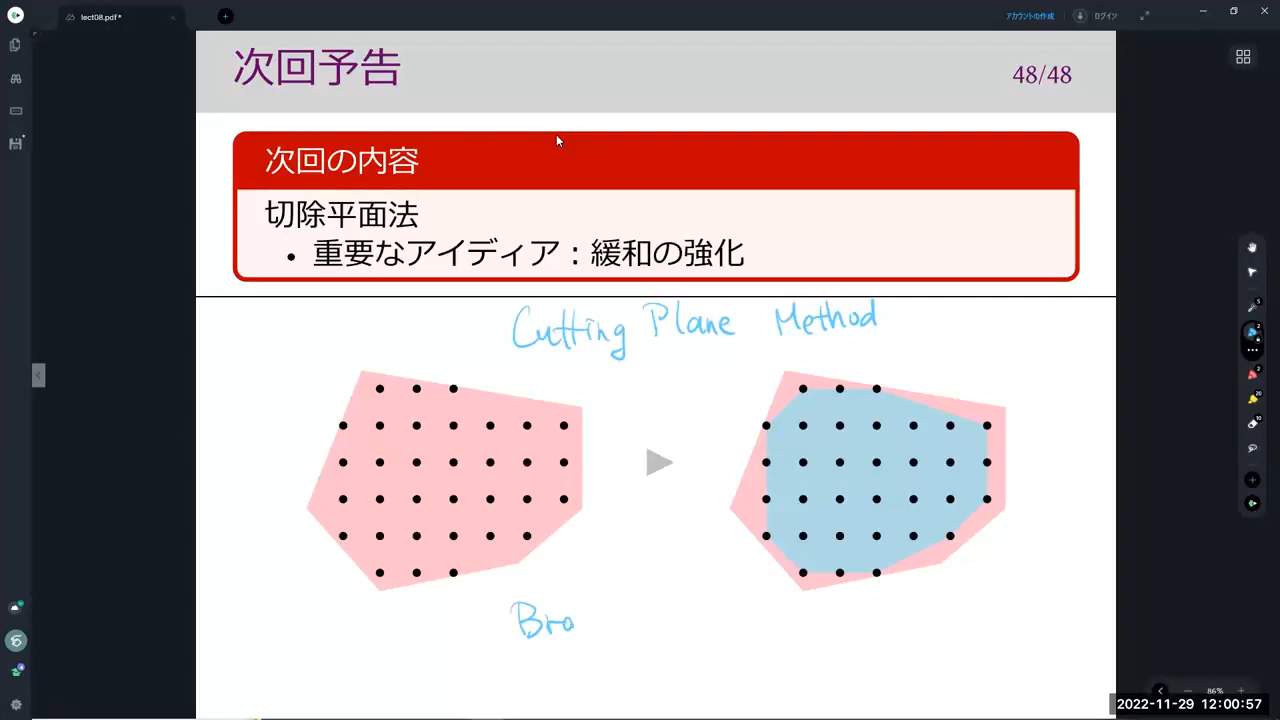 lect08.pdf*
アカウントの作成
ログイン
次回予告
48/48
次回の内容
切除平面法
• 重要なアイディア：緩和の強化
Cutting Plane Method
Bra
86%
2022-11-29 12:00:57